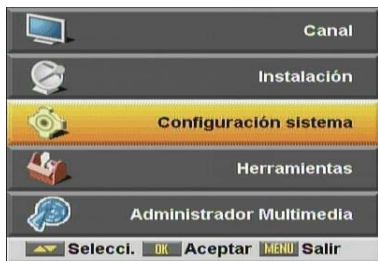 Canal
Instalación
Configuración sistema
Herramientas
Administrador Multimedia
Selecci. OK Aceptar MENU Salir